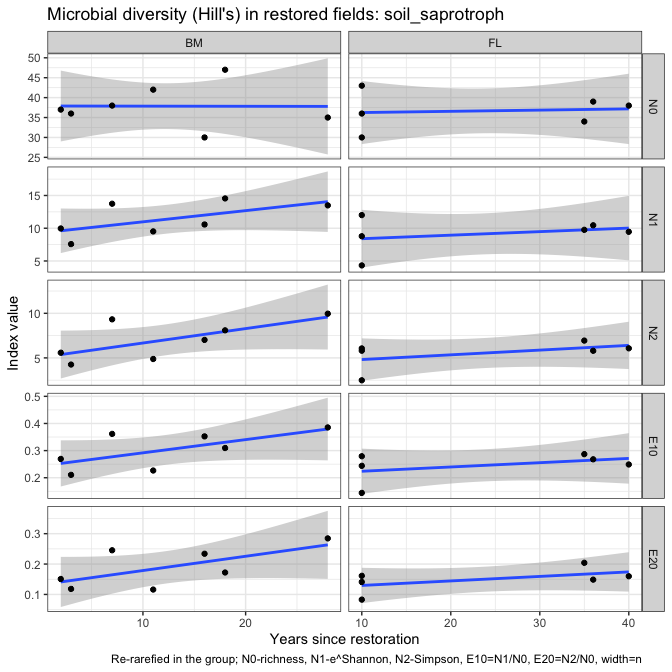 Microbial diversity (Hill's) in restored fields: soil_saprotroph
BM FL
50
45
40
35
30
25
N0
15
10
5
N1
10
5
N2
0.5
0.4
0.3
0.2
E10
0.3
0.2
0.1
E20
Index value
10 20 10 20 30 40
Years since restoration
Re-rarefied in the group; N0-richness, N1-e^Shannon, N2-Simpson, E10=N1/N0, E20=N2/N0, width=n